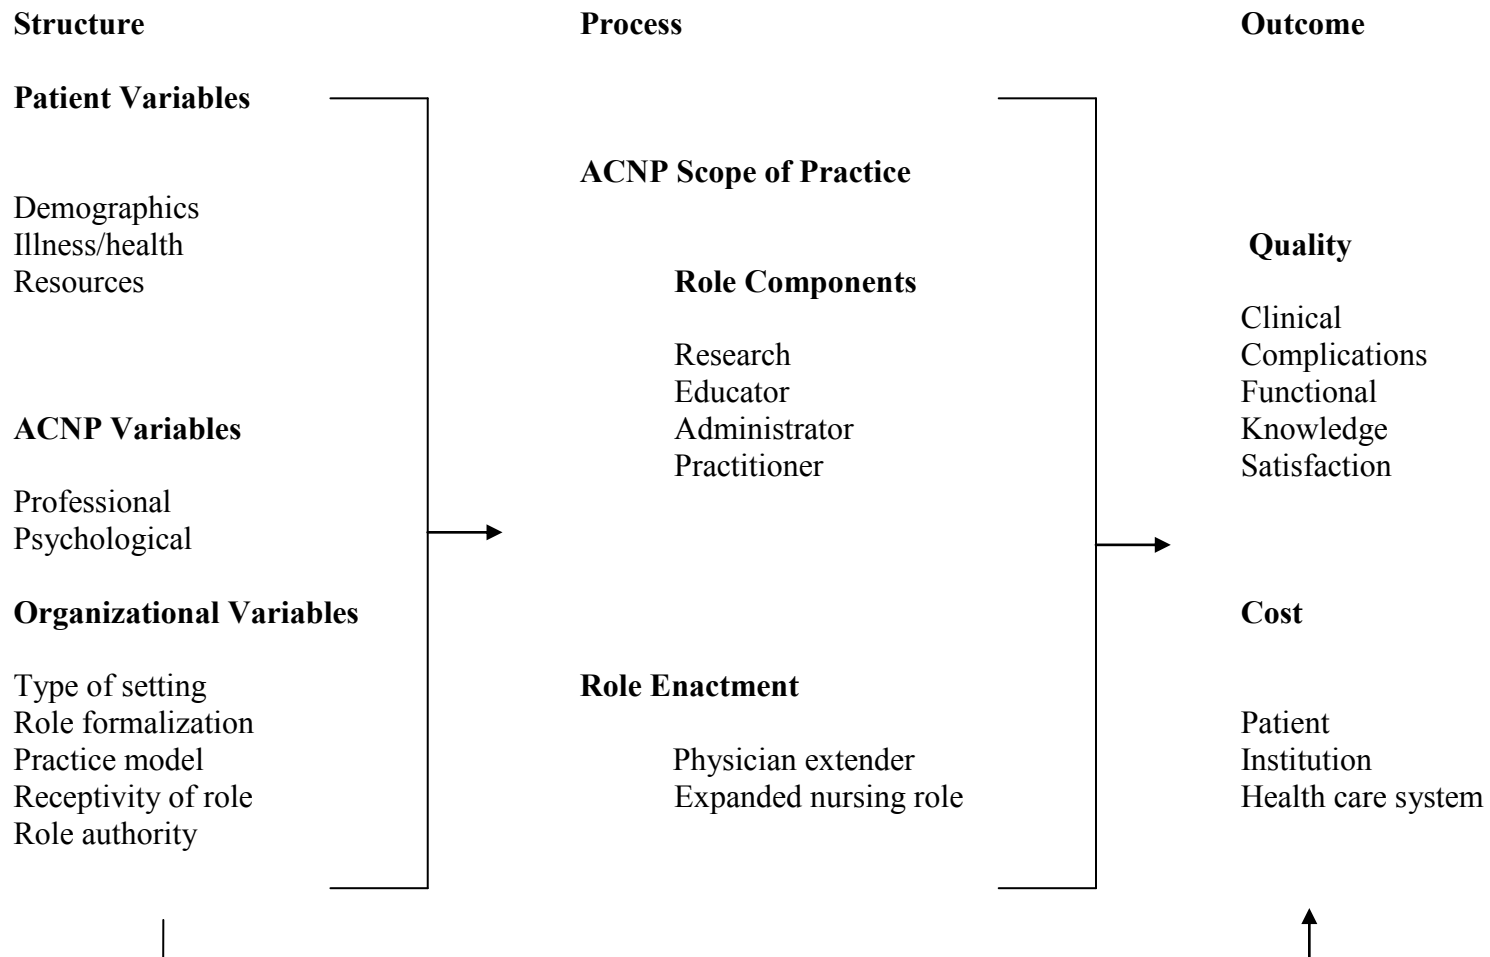 Structure
Process
Outcome
Patient Variables
Demographics
Illness/health
Resources
ACNP Variables
Professional
Psychological
Organizational Variables
Type of setting
Role formalization
Practice model
Receptivity of role
Role authority
ACNP Scope of Practice
Role Components
Research
Educator
Administrator
Practitioner
Role Enactment
Physician extender
Expanded nursing role
Quality
Clinical
Complications
Functional
Knowledge
Satisfaction
Cost
Patient
Institution
Health care system